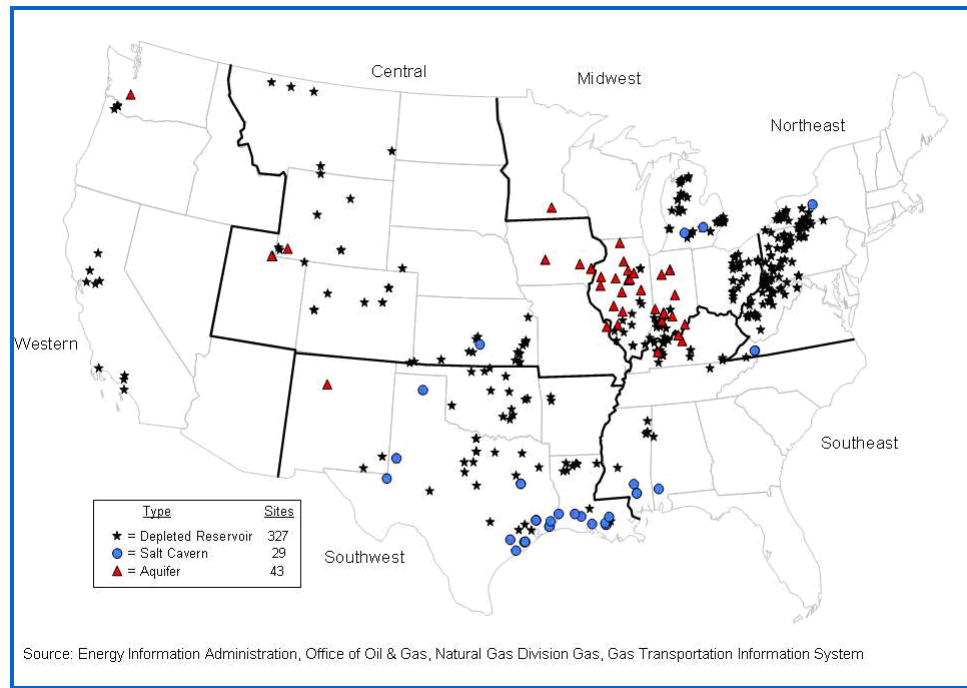 Central
Midwest
Northeast
Western
Southeast
Southwest
Type Sites
= Depleted Reservoir 327
= Salt Cavern 29
= Aquifer 43
Source: Energy Information Administration, Office of Oil & Gas, Natural Gas Division Gas, Gas Transportation Information System